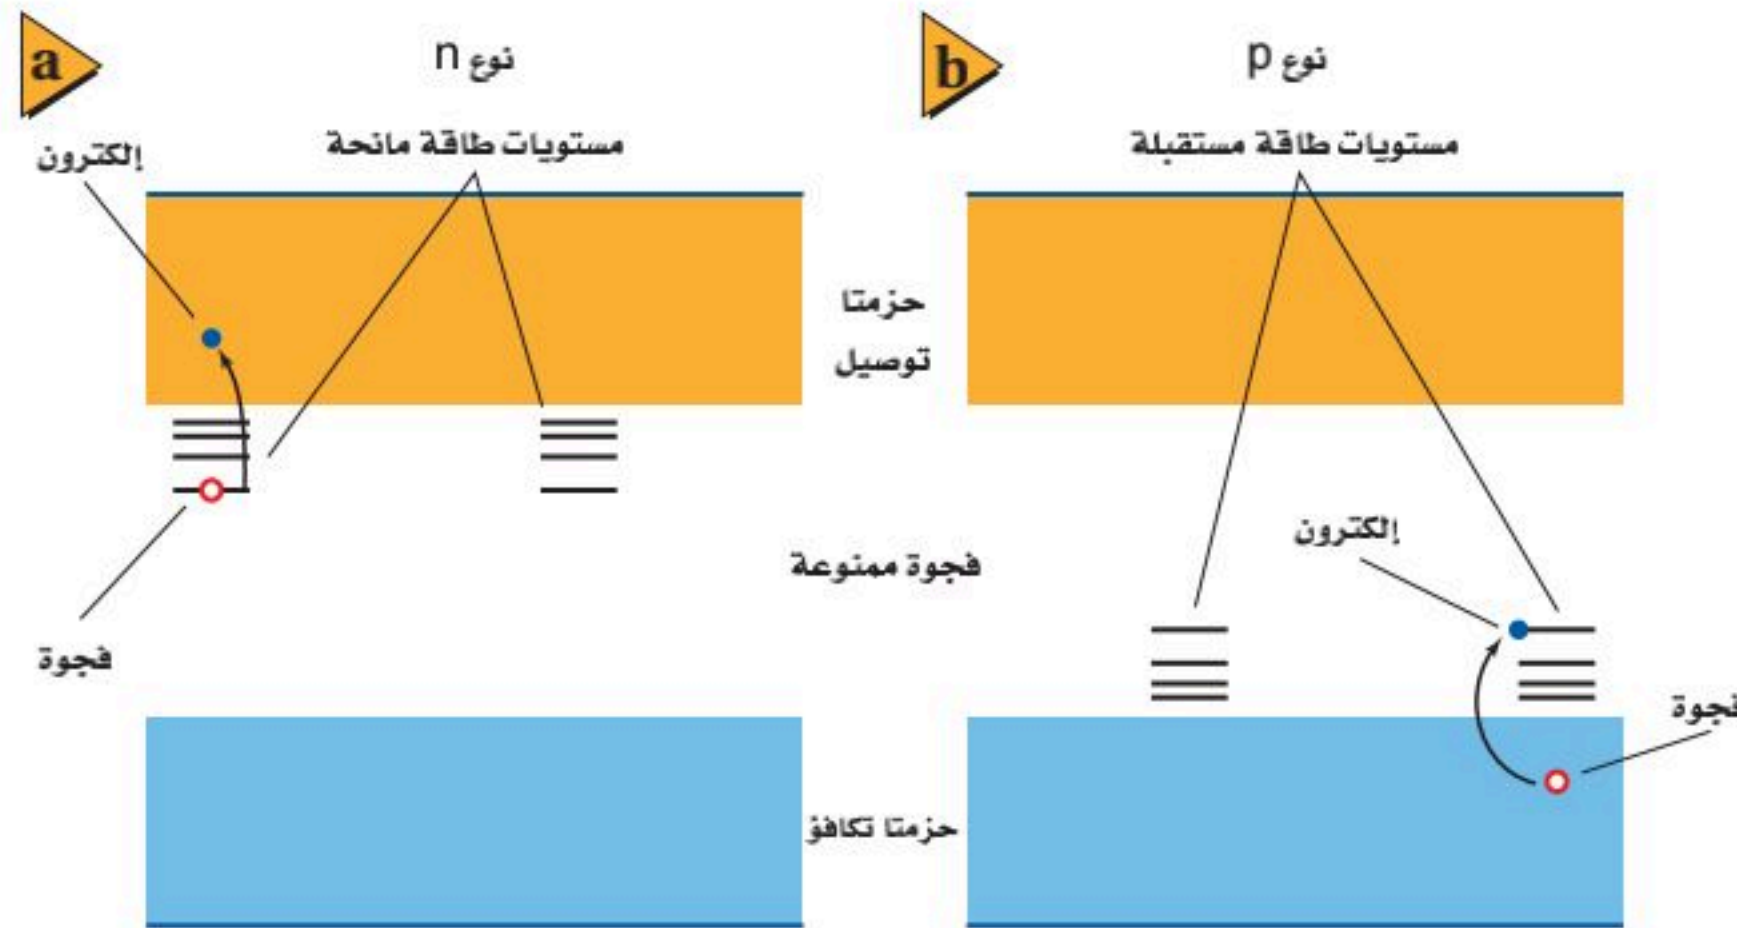 a
نوع n
مستويات طاقة مانحة
إلكترون
فجوة
b
نوع p
مستويات طاقة مستقبلة
إلكترون
فجوة
حزمتا
توصيل
فجوة ممنوعة
حزمتا تكافؤ